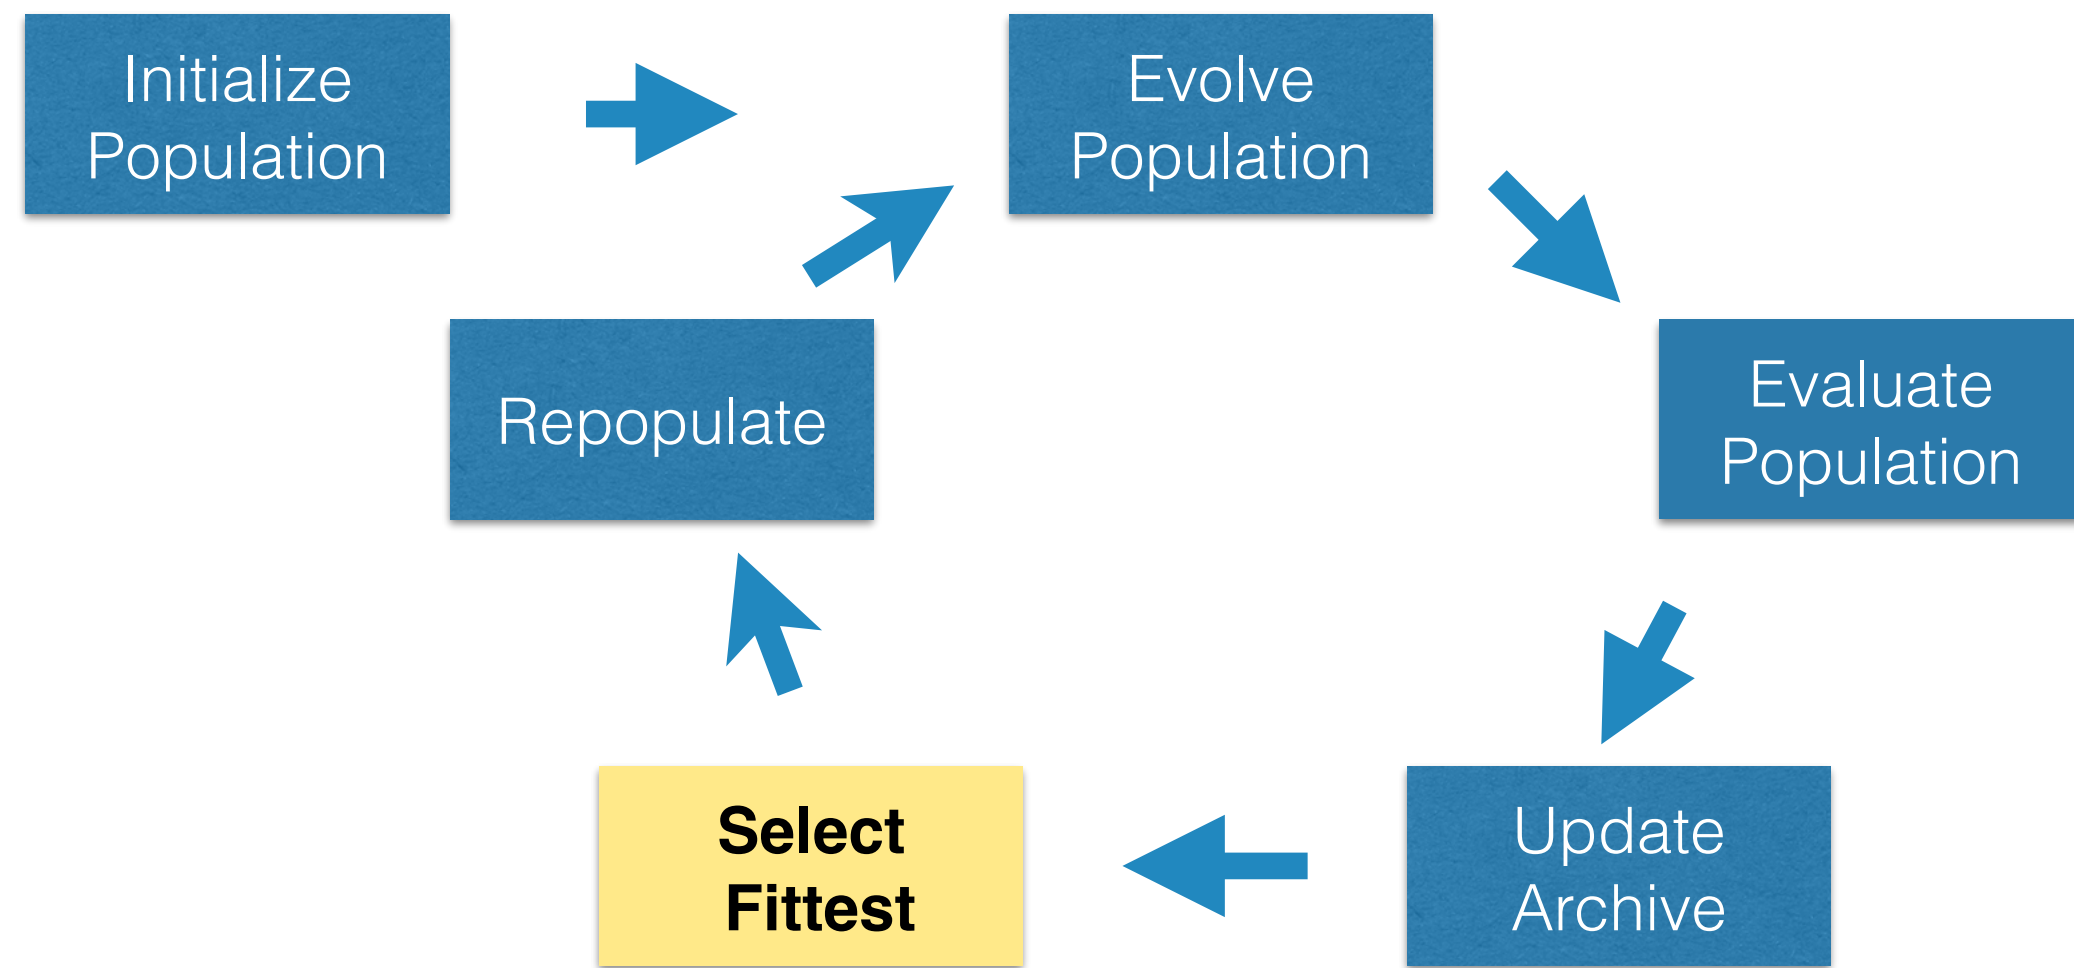 Initialize
Population
Evolve
Population
Repopulate
Evaluate
Population
Select
Fittest
Update
Archive